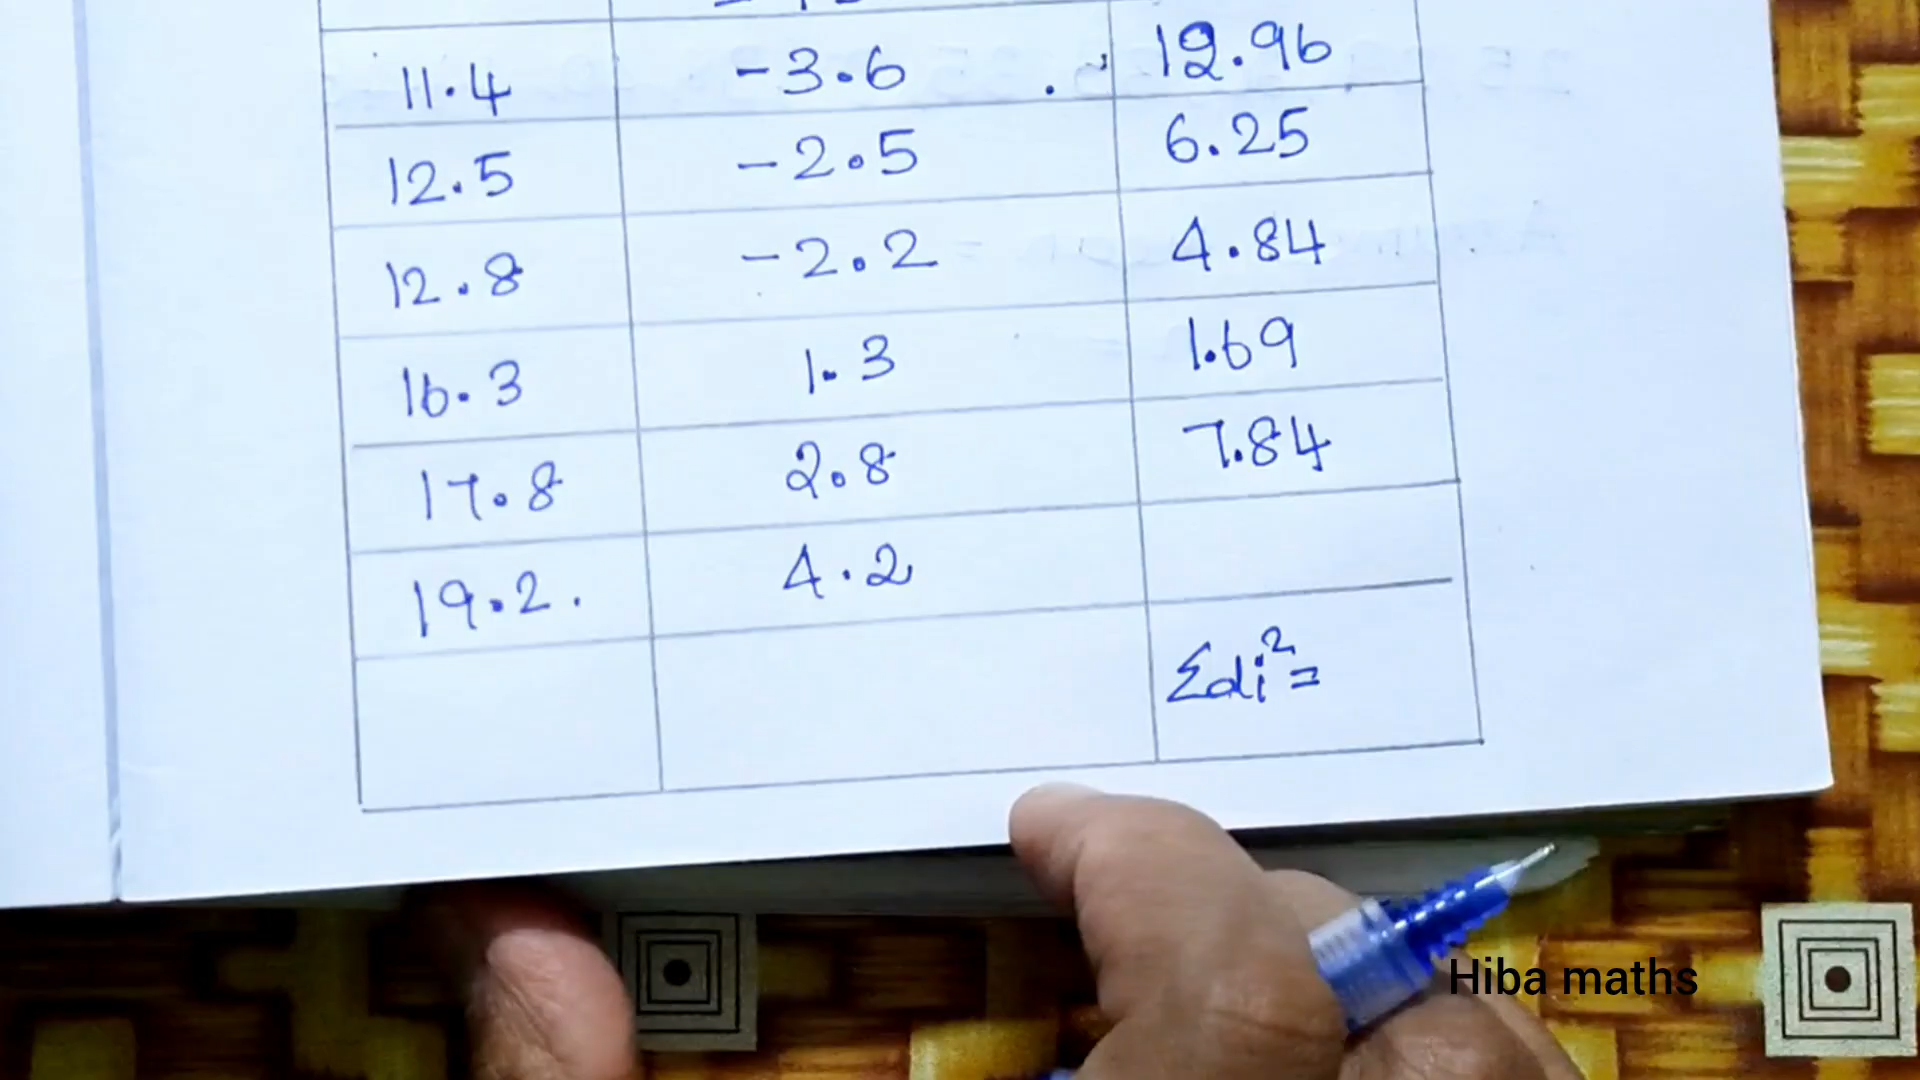 11.4 -3.6 12.96
12.5 -2.5 6.25
12.8 -2.2 4.84
16.3 1.3 1.69
17.8 2.8 7.84
19.2. 4.2
Σdi²=
Hiba maths